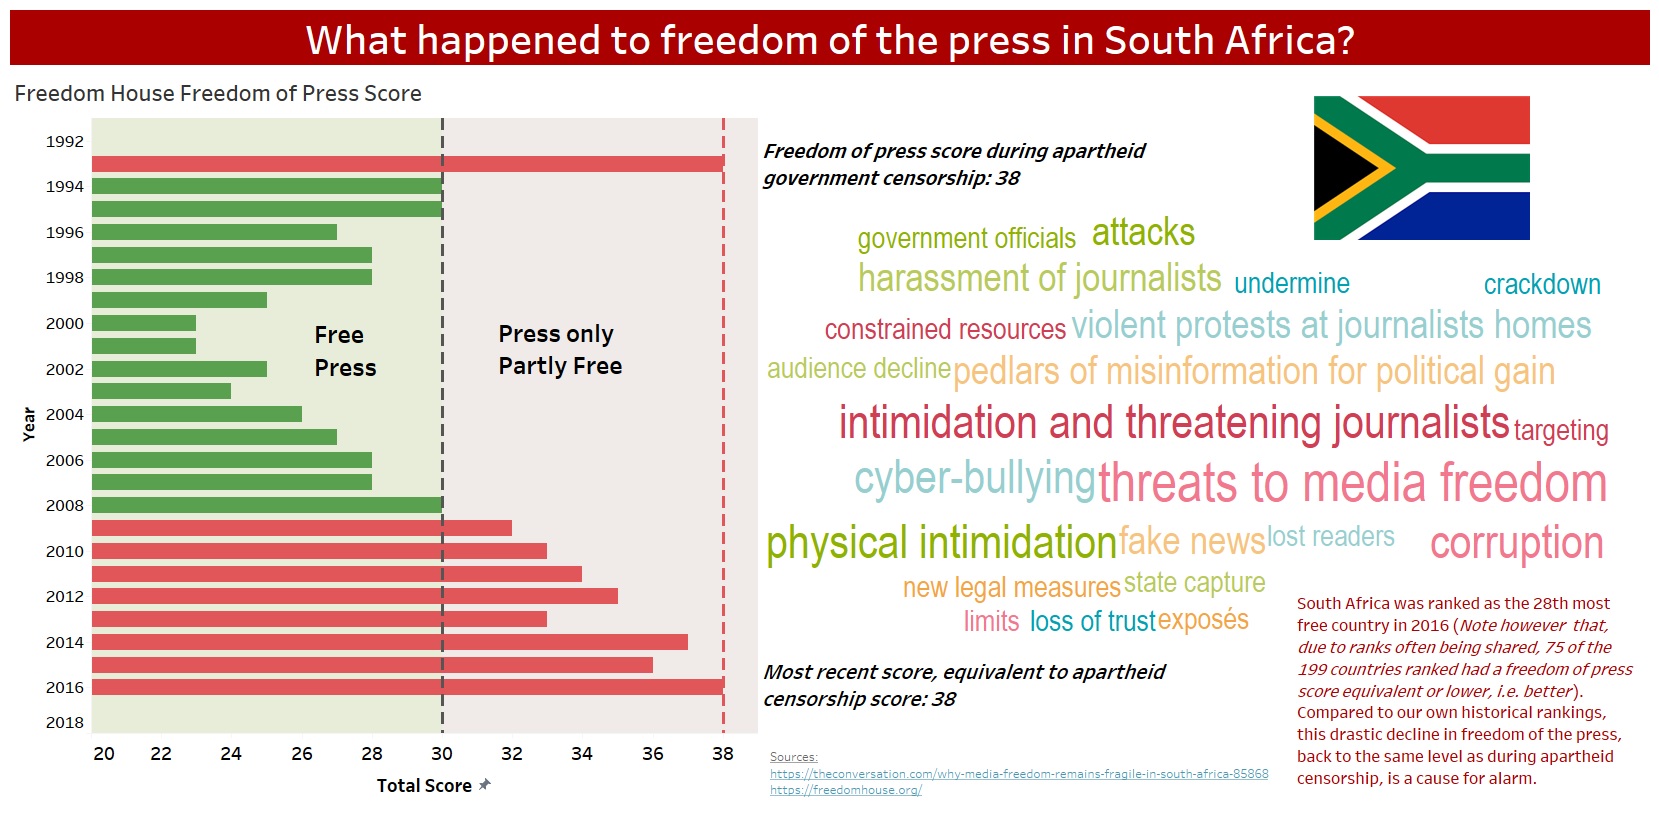 What happened to freedom of the press in South Africa?
Freedom House Freedom of Press Score
1992
1994
1996
1998
2000
2002
2004
2006
2008
2010
2012
2014
2016
2018
Year
Free
Press
Press only
Partly Free
20 22 24 26 28 30 32 34 36 38
Total Score
Freedom of press score during apartheid
government censorship: 38
government officials attacks
harassment of journalists undermine crackdown
constrained resources violent protests at journalists homes
audience decline pedlars of misinformation for political gain
intimidation and threatening journalists targeting
cyber-bullying threats to media freedom
physical intimidation fake news lost readers corruption
new legal measures state capture
limits loss of trust exposés
Most recent score, equivalent to apartheid
censorship score: 38
Sources:
https://theconversation.com/why-media-freedom-remains-fragile-in-south-africa-85868
https://freedomhouse.org/
South Africa was ranked as the 28th most
free country in 2016 (Note however that,
due to ranks often being shared, 75 of the
199 countries ranked had a freedom of press
score equivalent or lower, i.e. better).
Compared to our own historical rankings,
this drastic decline in freedom of the press,
back to the same level as during apartheid
censorship, is a cause for alarm.